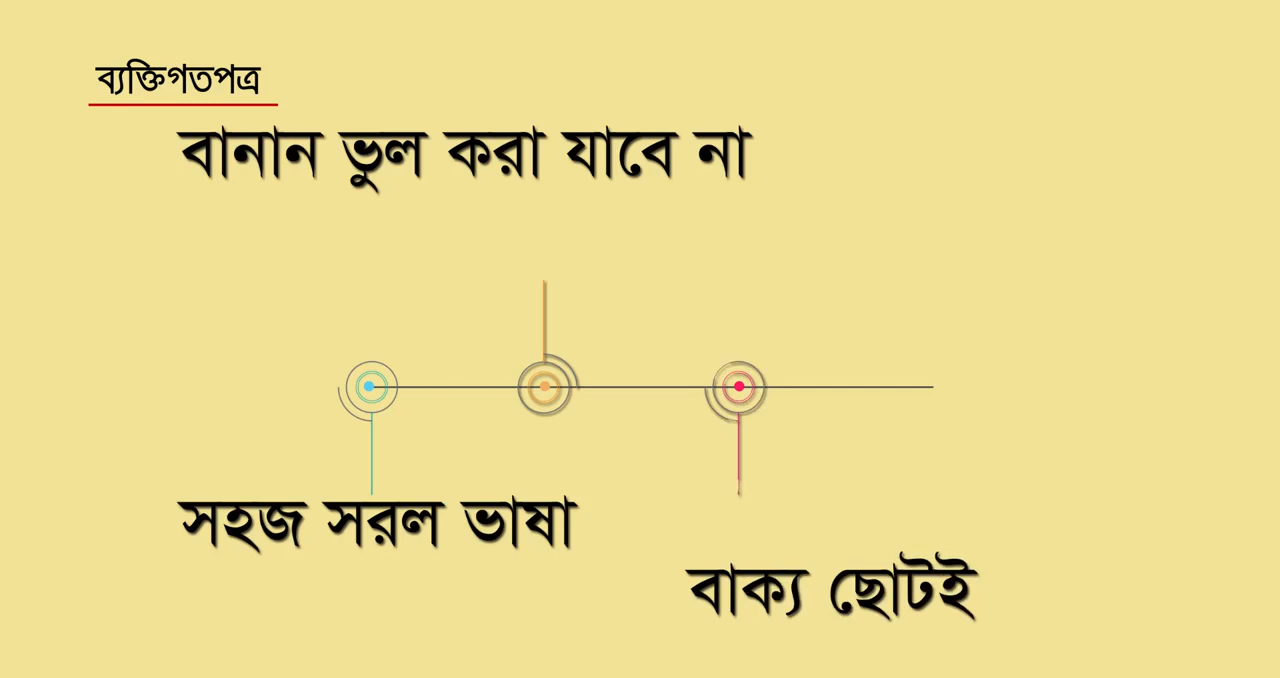 ব্যক্তিগতপত্র
বানান ভুল করা যাবে না
সহজ সরল ভাষা
বাক্য ছোটই